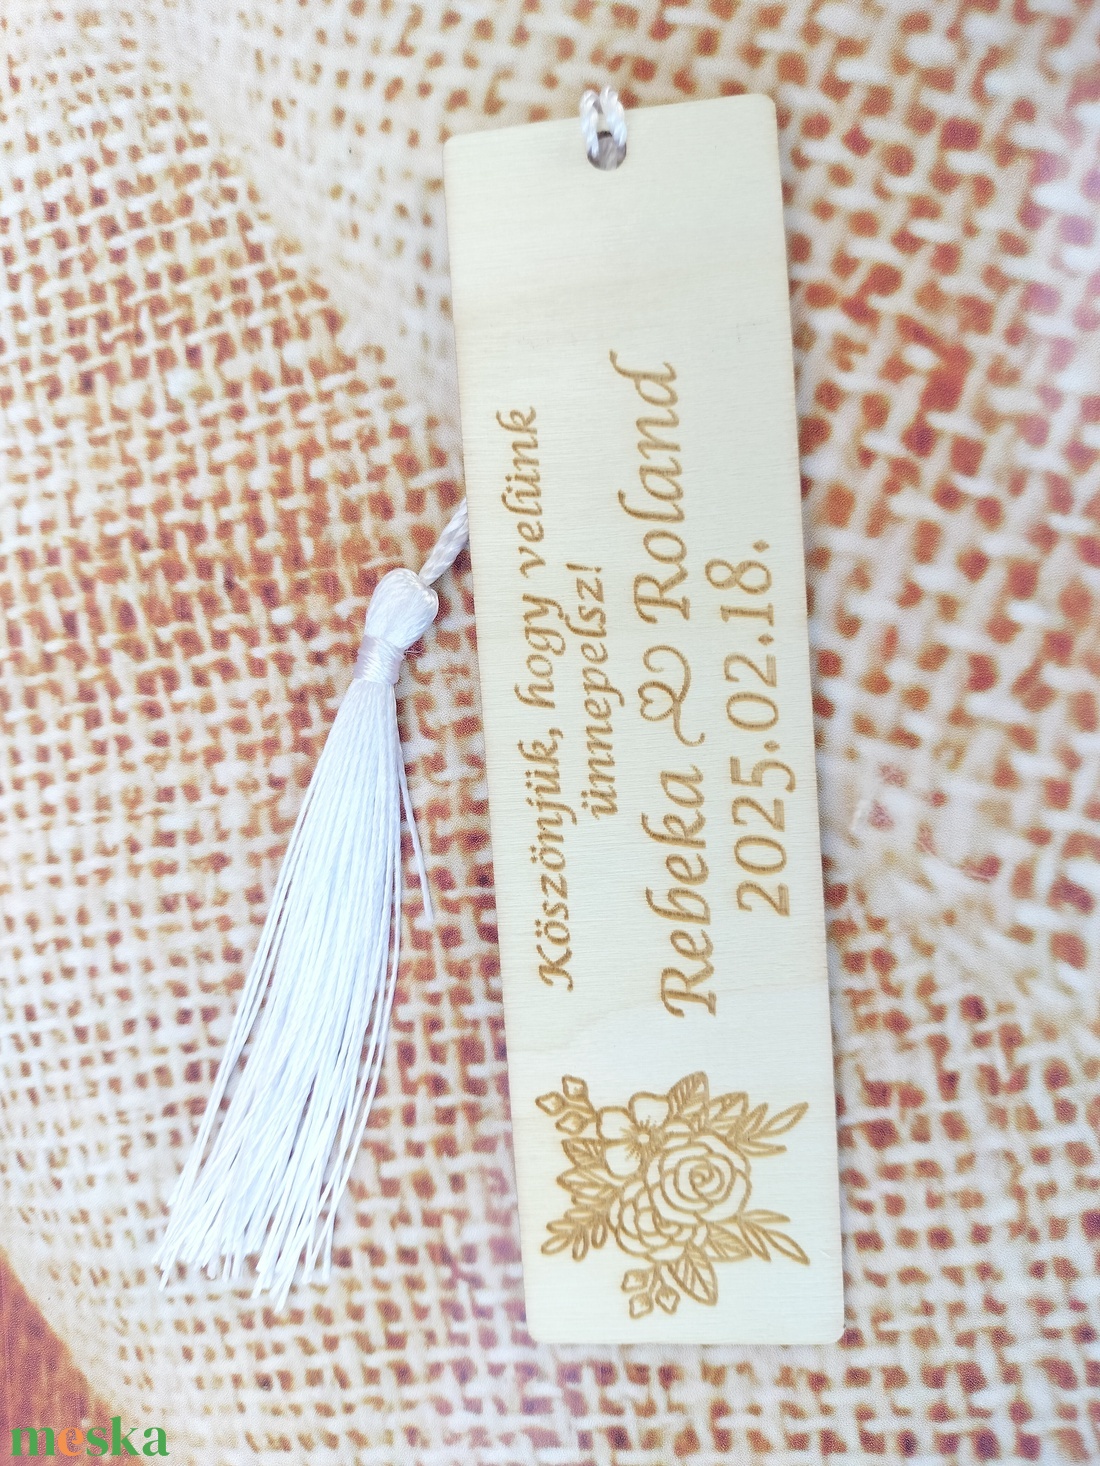 Köszönjük, hogy velünk
ünnepelsz!
Rebeka Roland
2025.02.18.
meska